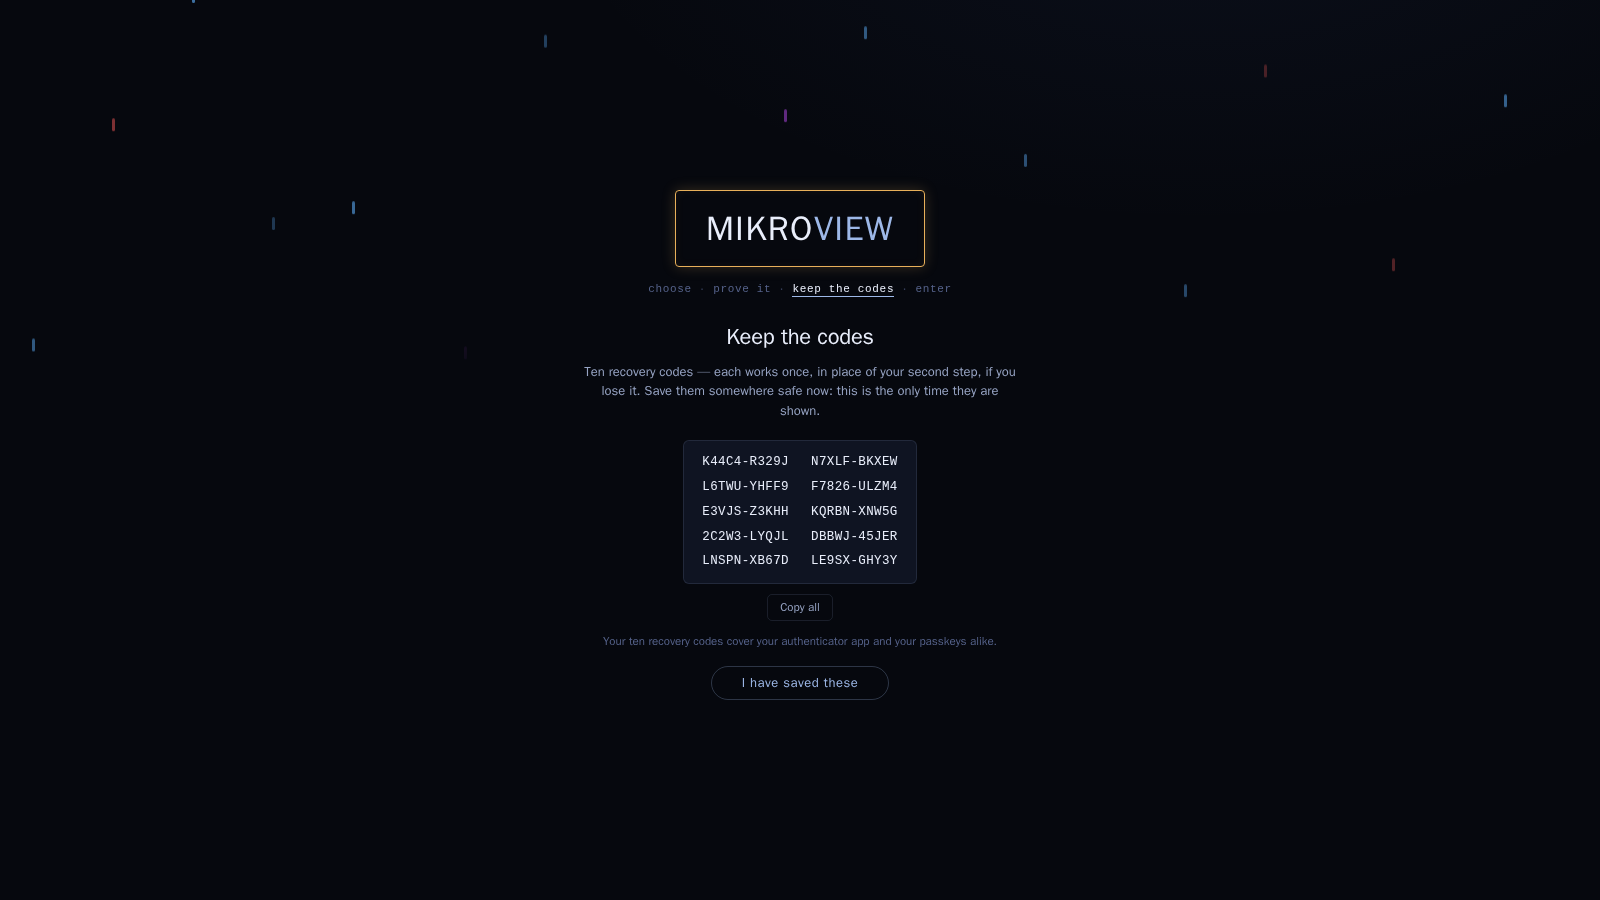 MIKROVIEW
choose · prove it · keep the codes · enter
Keep the codes
Ten recovery codes — each works once, in place of your second step, if you
lose it. Save them somewhere safe now: this is the only time they are
shown.
K44C4-R329J N7XLF-BKXEW
L6TWU-YHFF9 F7826-ULZM4
E3VJS-Z3KHH KQRBN-XNW5G
2C2W3-LYQJL DBBWJ-45JER
LNSPN-XB67D LE9SX-GHY3Y
Copy all
Your ten recovery codes cover your authenticator app and your passkeys alike.
I have saved these